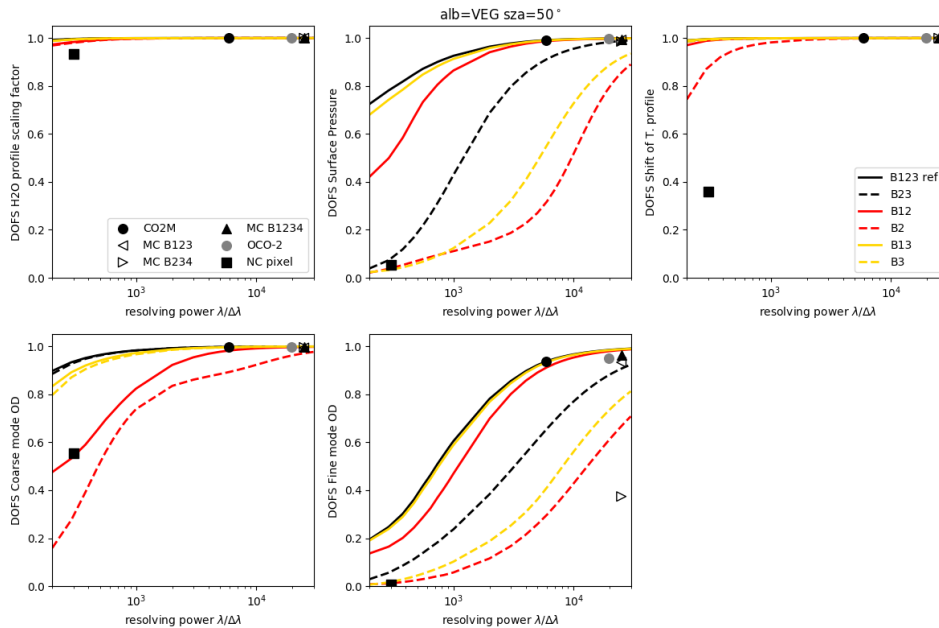 alb=VEG sza=50°
DOFS H2O profile scaling factor
1.0
0.8
0.6
0.4
0.2
0.0
CO2M
MC B123
MC B234
MC B1234
OCO-2
NC pixel
10³
10⁴
resolving power λ/Δλ
DOFS Surface Pressure
1.0
0.8
0.6
0.4
0.2
0.0
10³
10⁴
resolving power λ/Δλ
DOFS Shift of T. profile
1.0
0.8
0.6
0.4
0.2
0.0
B123 ref
B23
B12
B2
B13
B3
10³
10⁴
resolving power λ/Δλ
DOFS Coarse mode OD
1.0
0.8
0.6
0.4
0.2
0.0
10³
10⁴
resolving power λ/Δλ
DOFS Fine mode OD
1.0
0.8
0.6
0.4
0.2
0.0
10³
10⁴
resolving power λ/Δλ